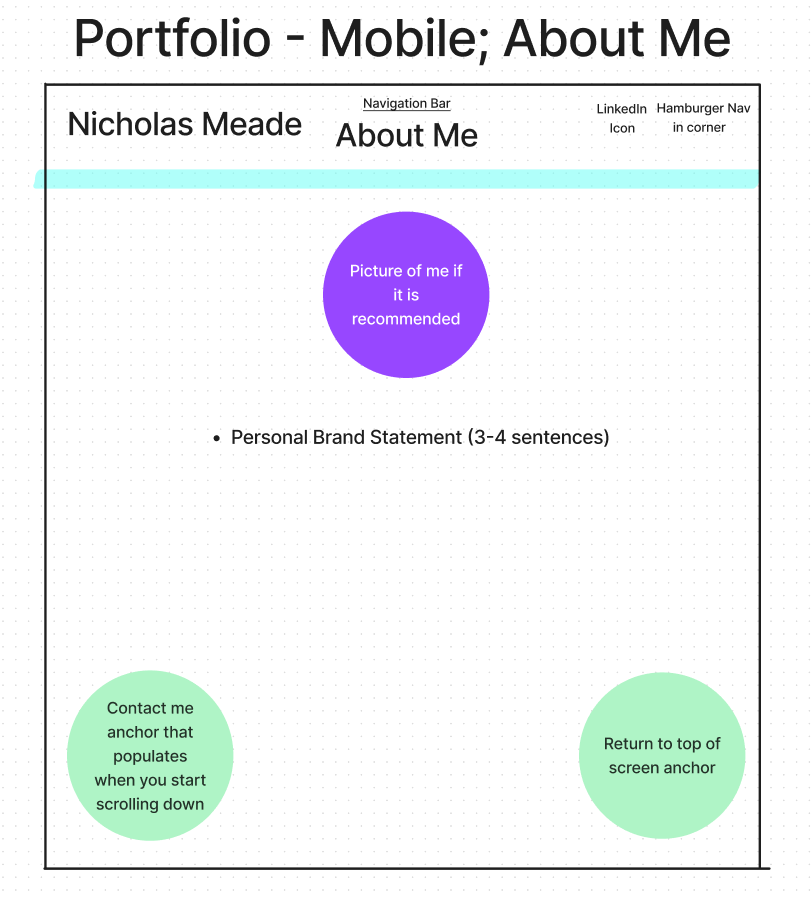 Portfolio - Mobile; About Me
Nicholas Meade
Navigation Bar
About Me
LinkedIn
Icon
Hamburger Nav
in corner
Picture of me if
it is
recommended
• Personal Brand Statement (3-4 sentences)
Contact me
anchor that
populates
when you start
scrolling down
Return to top of
screen anchor